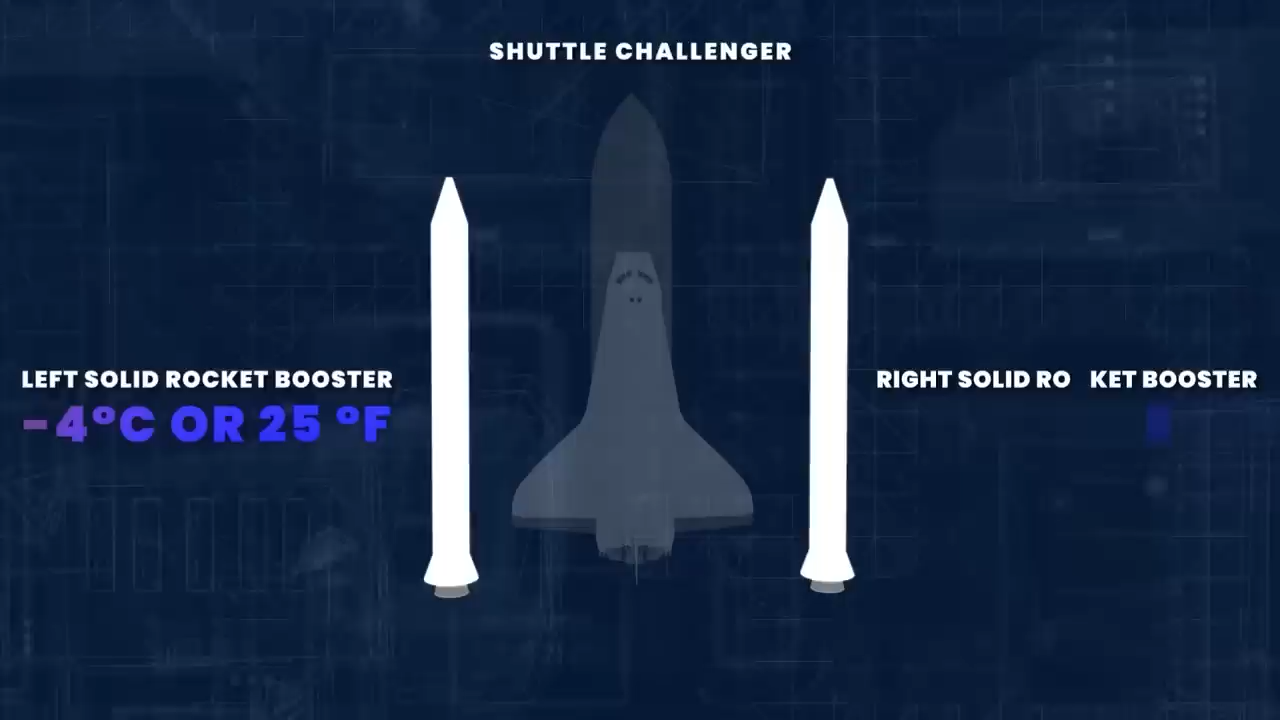 SHUTTLE CHALLENGER
LEFT SOLID ROCKET BOOSTER
-4°C OR 25 °F
RIGHT SOLID RO KET BOOSTER